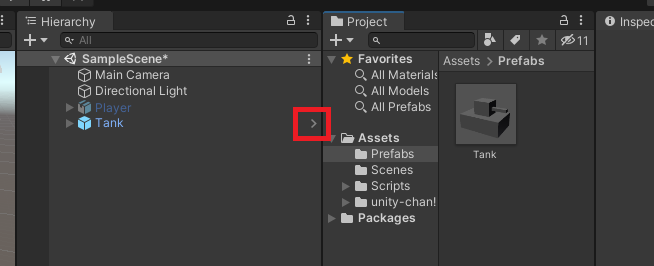 Hierarchy
All
SampleScene*
Main Camera
Directional Light
Player
Tank
Project
11
Favorites
All Materials
All Models
All Prefabs
Assets
Prefabs
Scenes
Scripts
unity-chan!
Packages
Assets > Prefabs
Tank
Inspec